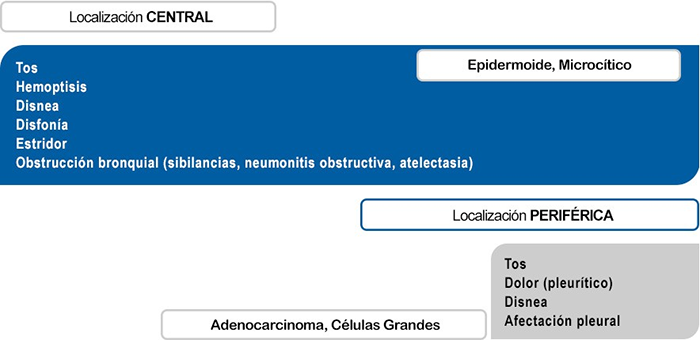 Localización CENTRAL
Epidermoide, Microcítico
Tos
Hemoptisis
Disnea
Disfonía
Estridor
Obstrucción bronquial (sibilancias, neumonitis obstructiva, atelectasia)
Localización PERIFÉRICA
Tos
Dolor (pleurítico)
Disnea
Afectación pleural
Adenocarcinoma, Células Grandes